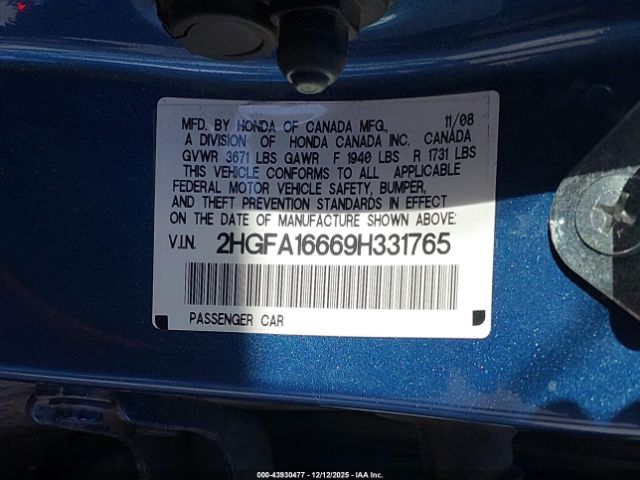 MFD. BY HONDA OF CANADA MFG., 11/08
A DIVISION OF HONDA CANADA INC. CANADA
GVWR 3671 LBS GAWR F 1940 LBS R 1731 LBS
THIS VEHICLE CONFORMS TO ALL APPLICABLE
FEDERAL MOTOR VEHICLE SAFETY, BUMPER,
AND THEFT PREVENTION STANDARDS IN EFFECT
ON THE DATE OF MANUFACTURE SHOWN ABOVE:
V.I.N. 2HGFA16669H331765
PASSENGER CAR
000-43930477 - 12/12/2025 - IAA Inc.